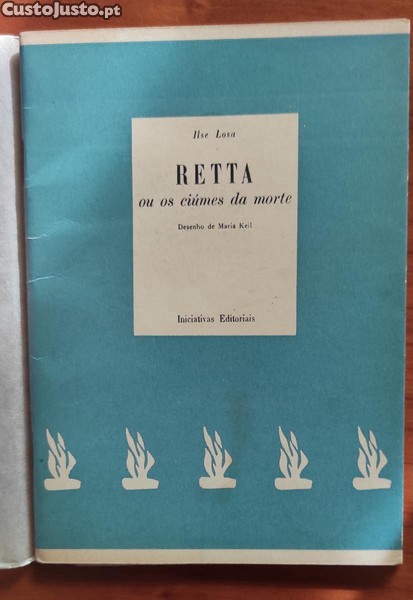 CustoJusto.pt
Ilse Losa
RETTA
ou os ciúmes da morte
Desenho de Maria Keil
Iniciativas Editoriais